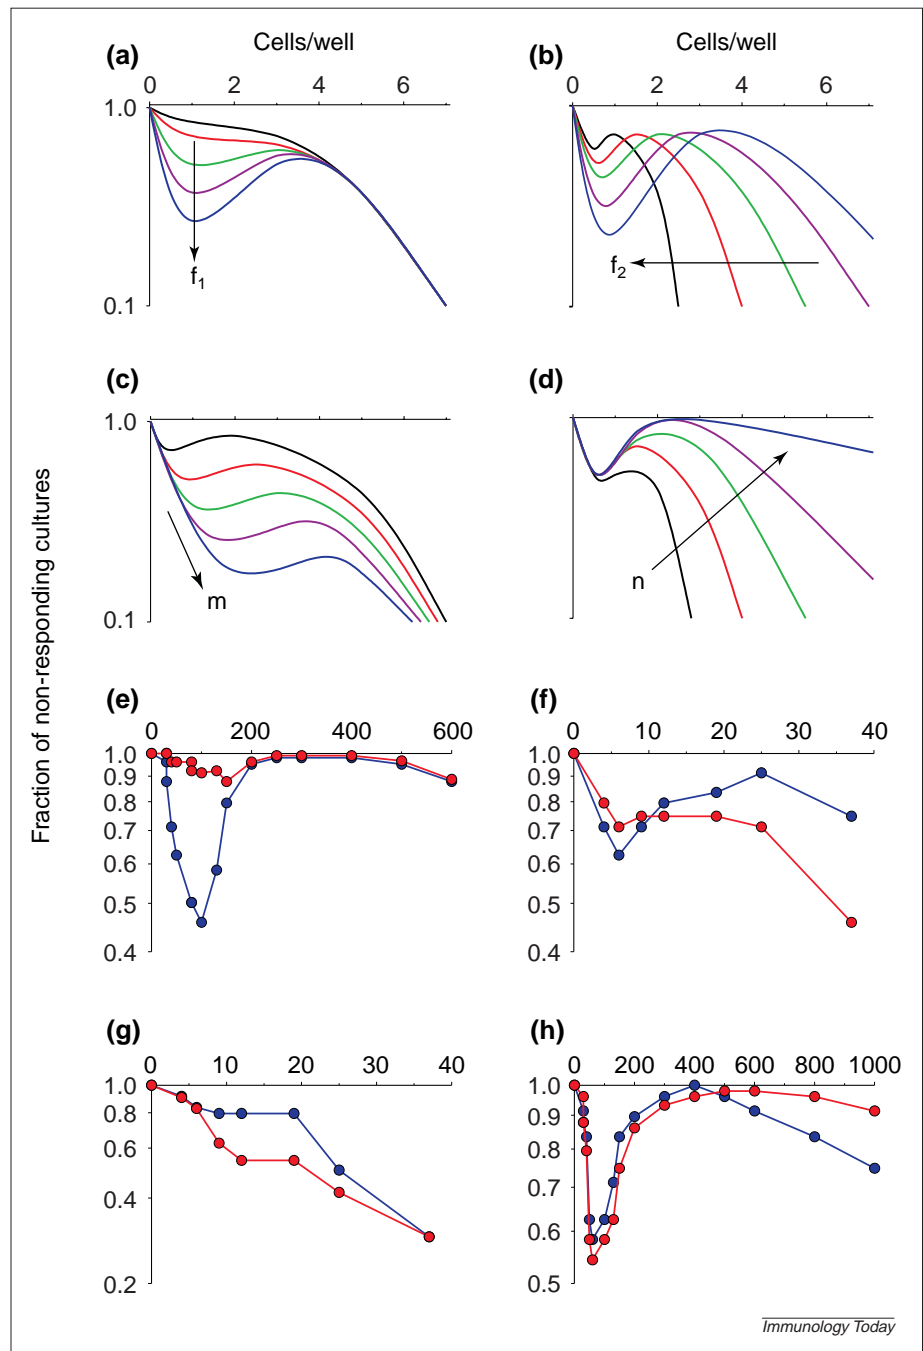 Cells/well
Cells/well
(a)
(b)
0 2 4 6
0 2 4 6
1.0
f1
f2
0.1
(c)
(d)
1.0
m
n
0.1
Fraction of non-responding cultures
(e)
(f)
0 200 400 600
0 10 20 30 40
1.0
0.9
0.8
0.7
0.6
0.5
0.4
1.0
0.9
0.8
0.7
0.6
0.5
0.4
(g)
(h)
0 10 20 30 40
0 200 400 600 800 1000
1.0
0.8
0.6
0.4
0.2
1.0
0.9
0.8
0.7
0.6
0.5
Immunology Today